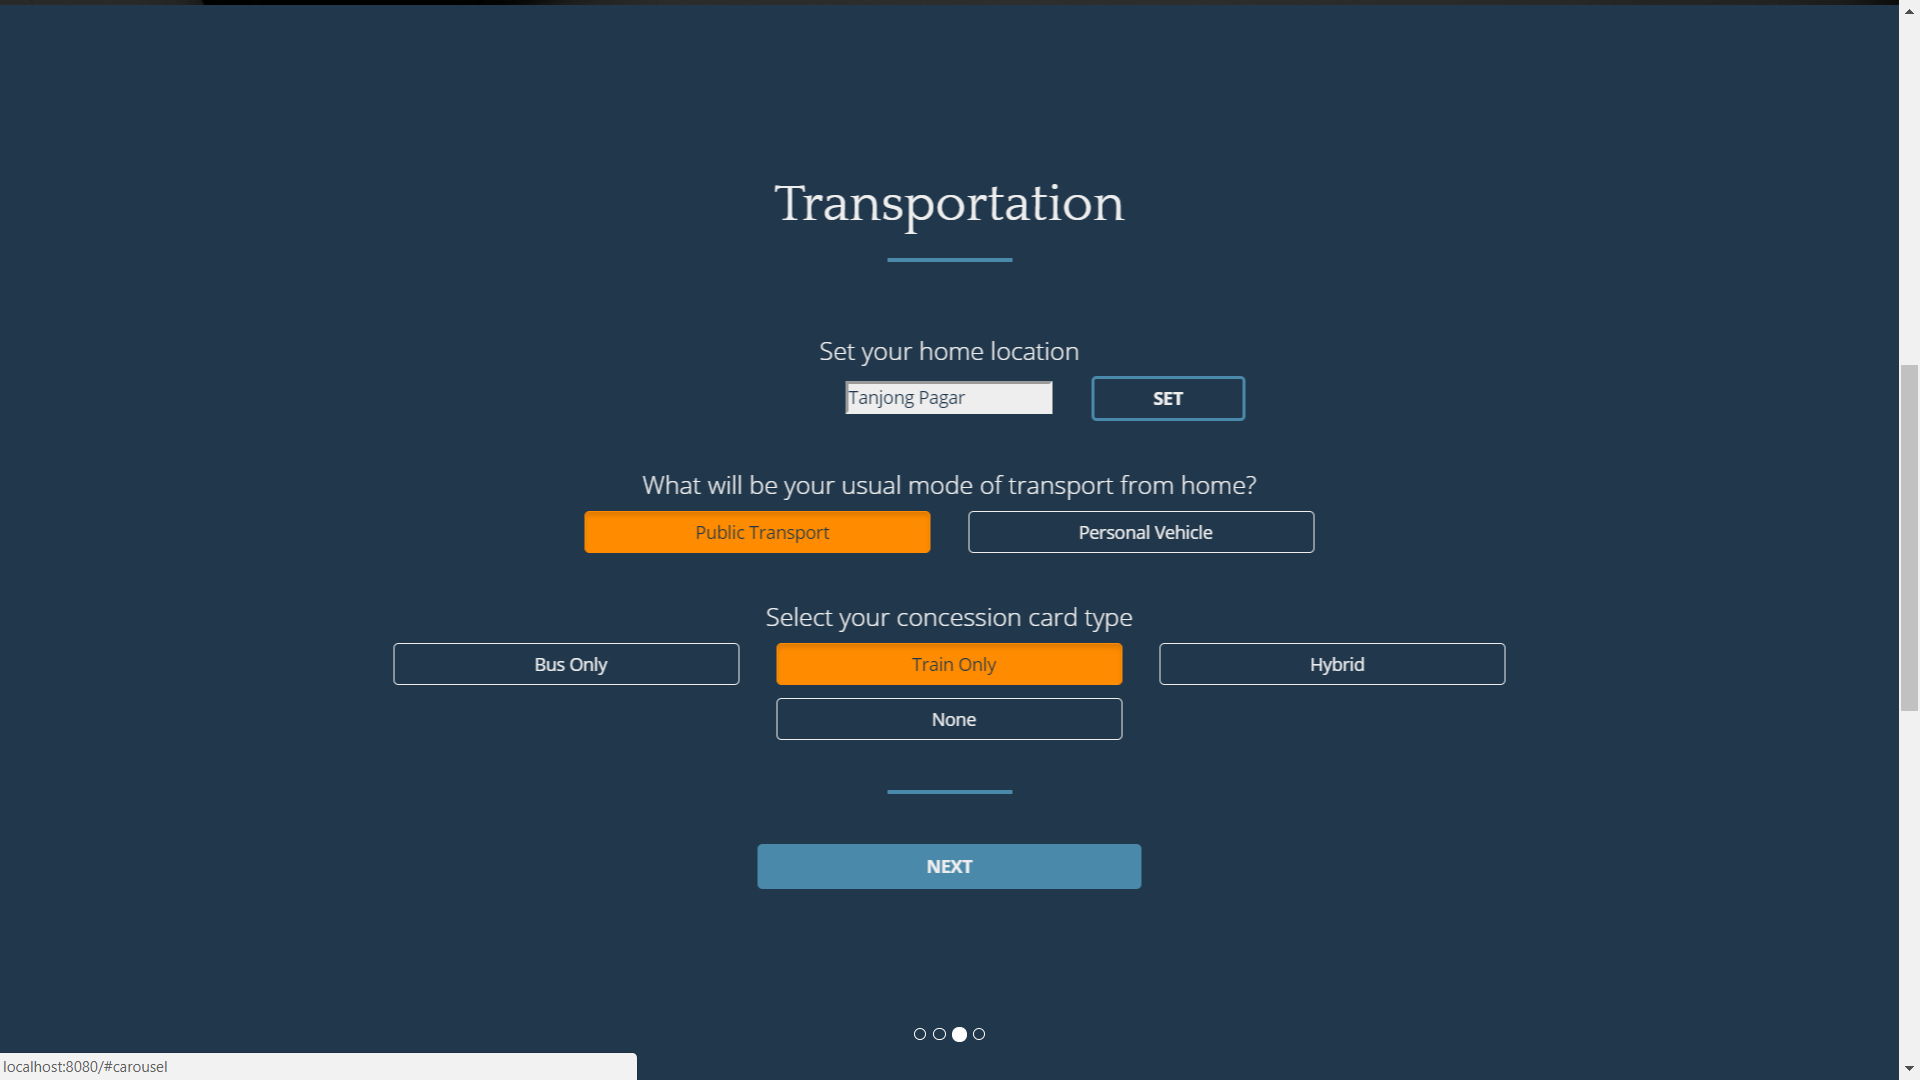 Transportation
Set your home location
Tanjong Pagar SET
What will be your usual mode of transport from home?
Public Transport Personal Vehicle
Select your concession card type
Bus Only Train Only Hybrid
None
NEXT
localhost:8080/#carousel